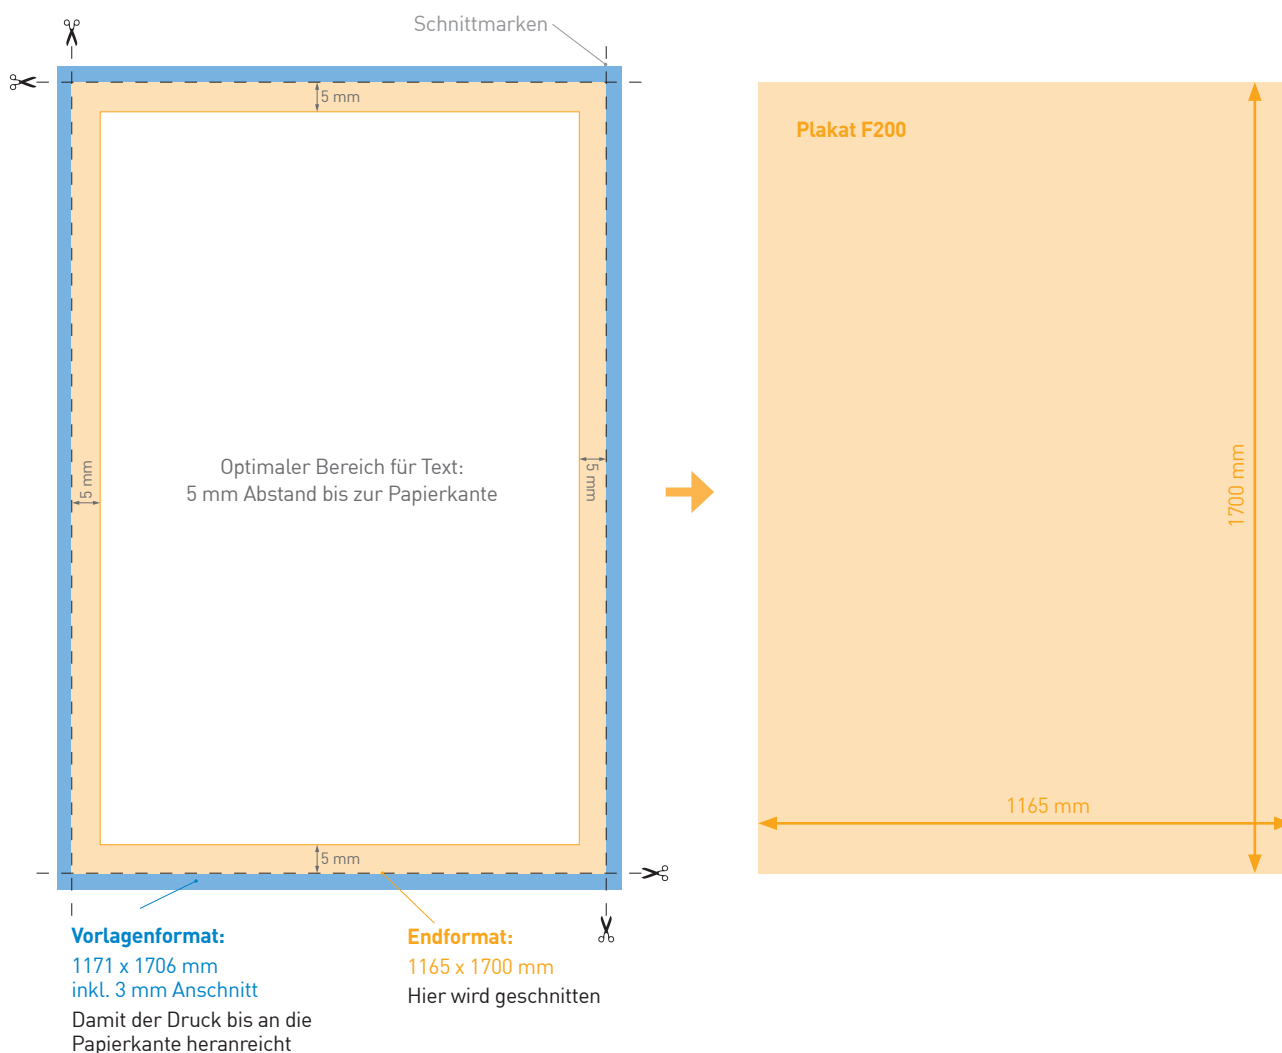 Schnittmarken
5 mm
Plakat F200
Optimaler Bereich für Text:
5 mm Abstand bis zur Papierkante
5 mm
5 mm
1700 mm
1165 mm
5 mm
Vorlagenformat:
1171 x 1706 mm
inkl. 3 mm Anschnitt
Damit der Druck bis an die
Papierkante heranreicht
Endformat:
1165 x 1700 mm
Hier wird geschnitten